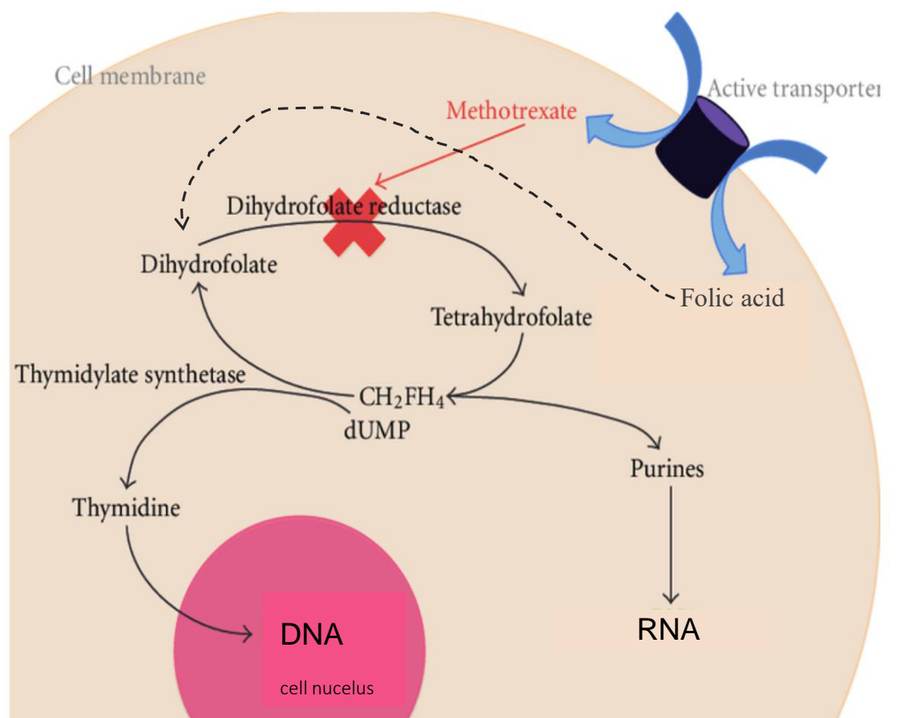 Cell membrane
Active transporter
Methotrexate
Dihydrofolate reductase
Dihydrofolate
Folic acid
Tetrahydrofolate
Thymidylate synthetase
CH₂FH₄
dUMP
Purines
Thymidine
DNA
RNA
cell nucelus